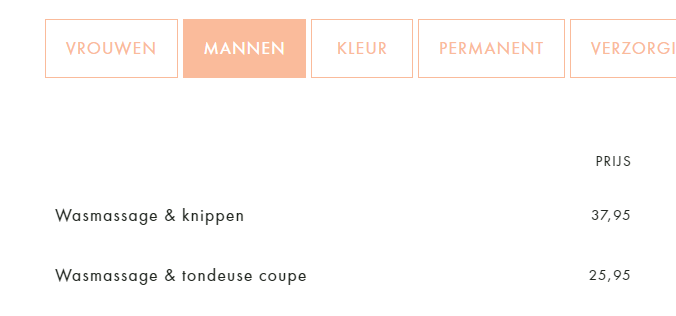 VROUWEN MANNEN KLEUR PERMANENT
PRIJS
Wasmassage & knippen 37,95
Wasmassage & tondeuse coupe 25,95